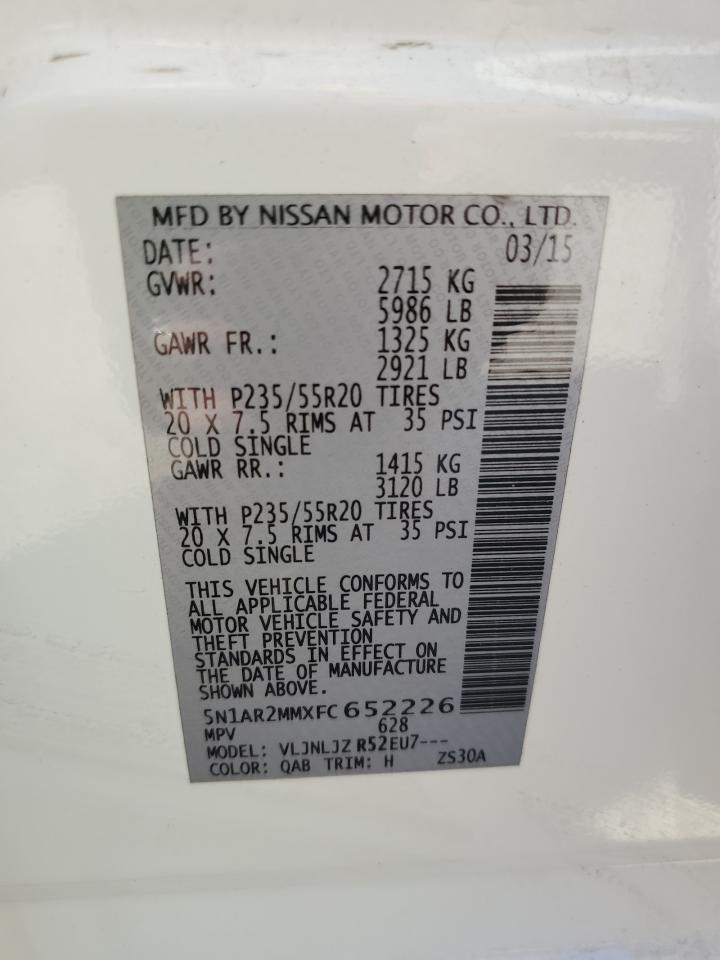 MFD BY NISSAN MOTOR CO., LTD.
DATE: 03/15
GVWR: 2715 KG
5986 LB
GAWR FR.: 1325 KG
2921 LB
WITH P235/55R20 TIRES
20 X 7.5 RIMS AT 35 PSI
COLD SINGLE
GAWR RR.: 1415 KG
3120 LB
WITH P235/55R20 TIRES
20 X 7.5 RIMS AT 35 PSI
COLD SINGLE
THIS VEHICLE CONFORMS TO
ALL APPLICABLE FEDERAL
MOTOR VEHICLE SAFETY AND
THEFT PREVENTION
STANDARDS IN EFFECT ON
THE DATE OF MANUFACTURE
SHOWN ABOVE.
5N1AR2MMXFC652226
MPV 628
MODEL: VLJNLJZ R52EU7---
COLOR: QAB TRIM: H ZS30A